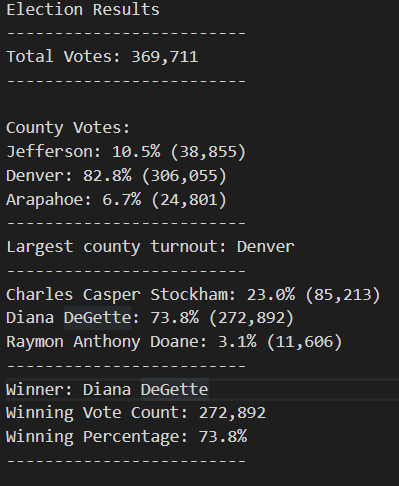 Election Results
-------------------------
Total Votes: 369,711
-------------------------
County Votes:
Jefferson: 10.5% (38,855)
Denver: 82.8% (306,055)
Arapahoe: 6.7% (24,801)
-------------------------
Largest county turnout: Denver
-------------------------
Charles Casper Stockham: 23.0% (85,213)
Diana DeGette: 73.8% (272,892)
Raymon Anthony Doane: 3.1% (11,606)
-------------------------
Winner: Diana DeGette
Winning Vote Count: 272,892
Winning Percentage: 73.8%
-------------------------